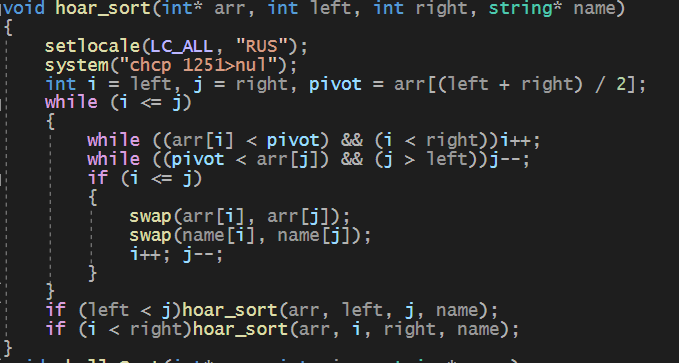 void hoar_sort(int* arr, int left, int right, string* name)
{
    setlocale(LC_ALL, "RUS");
    system("chcp 1251>nul");
    int i = left, j = right, pivot = arr[(left + right) / 2];
    while (i <= j)
    {
        while ((arr[i] < pivot) && (i < right))i++;
        while ((pivot < arr[j]) && (j > left))j--;
        if (i <= j)
        {
            swap(arr[i], arr[j]);
            swap(name[i], name[j]);
            i++; j--;
        }
    }
    if (left < j)hoar_sort(arr, left, j, name);
    if (i < right)hoar_sort(arr, i, right, name);
}